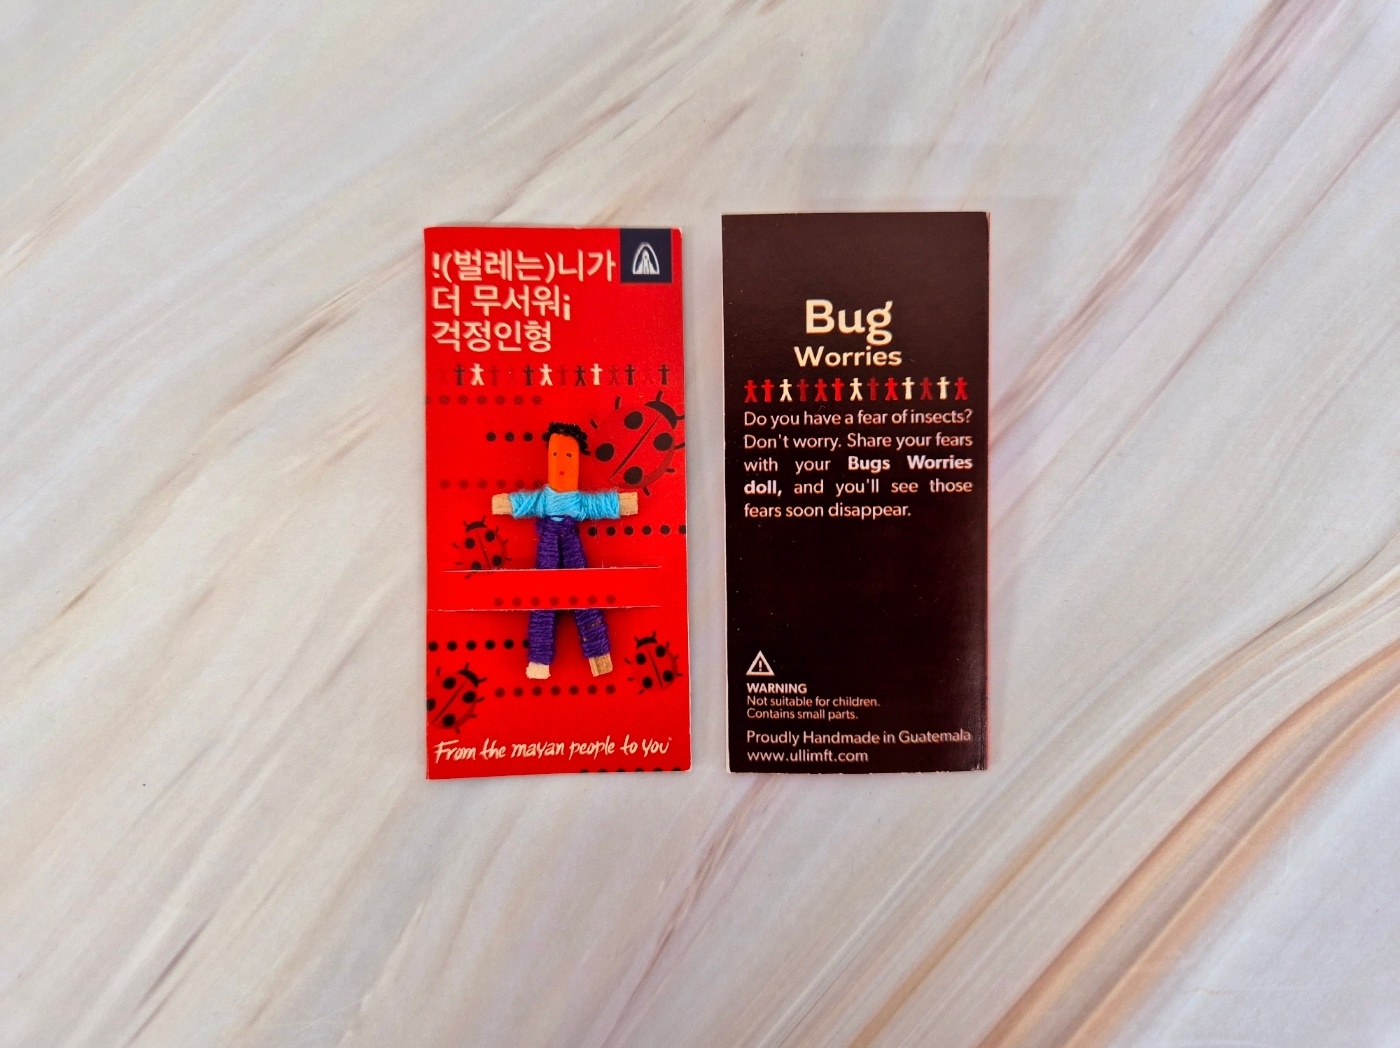 !(벌레는)니가
더 무서워¡
걱정인형
From the mayan people to you
Bug
Worries
Do you have a fear of insects?
Don't worry. Share your fears
with your Bugs Worries
doll, and you'll see those
fears soon disappear.
WARNING
Not suitable for children.
Contains small parts.
Proudly Handmade in Guatemala
www.ullimft.com